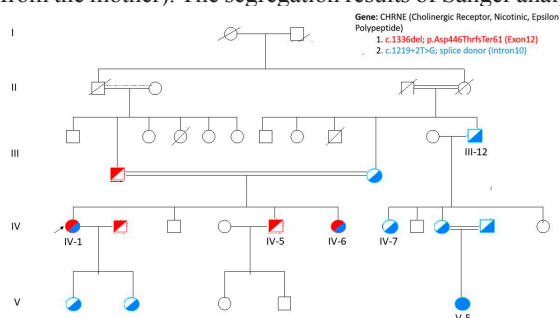 from the mother). The segregation results of Sanger anal
Gene: CHRNE (Cholinergic Receptor, Nicotinic, Epsilon
Polypeptide)
1. c.1336del; p.Asp446ThrfsTer61 (Exon12)
2. c.1219+2T>G; splice donor (Intron10)
I
II
III
III-12
IV
IV-1
IV-5
IV-6
IV-7
V
V-5